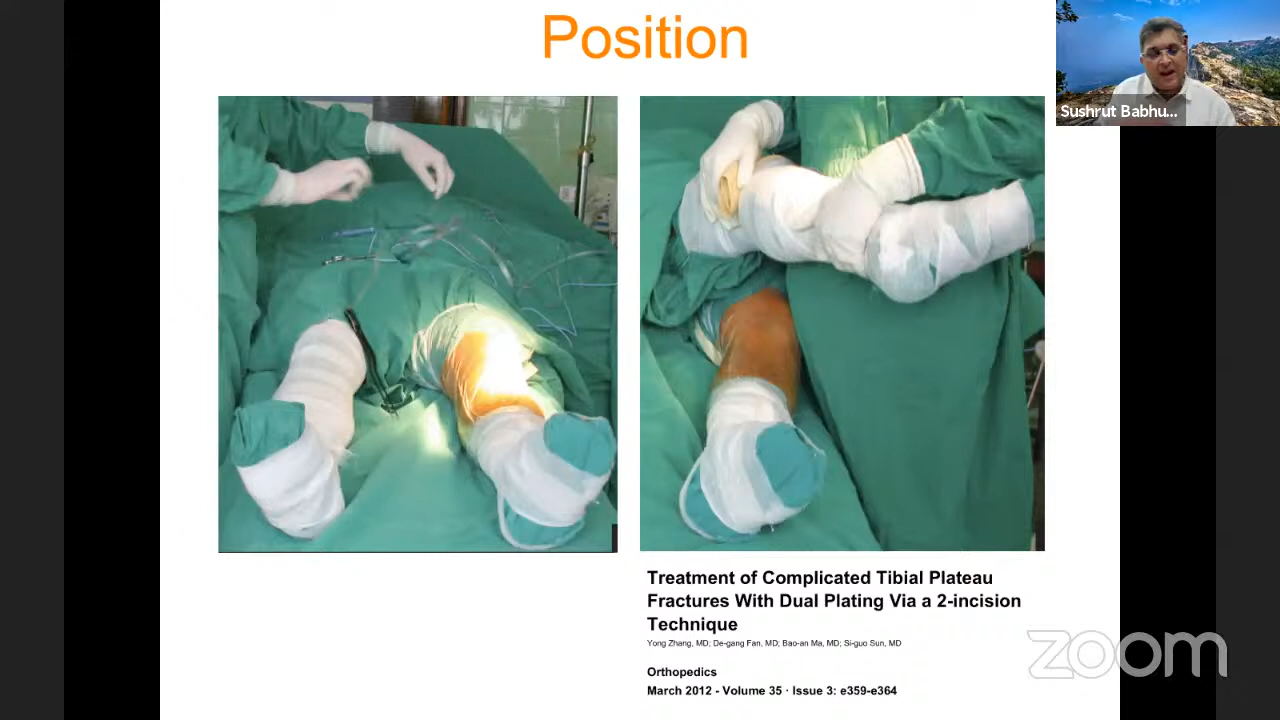 Position
Sushrut Babhu...
Treatment of Complicated Tibial Plateau
Fractures With Dual Plating Via a 2-incision
Technique
Yong Zhang, MD; De-gang Fan, MD; Bao-an Ma, MD; Si-guo Sun, MD
Orthopedics
March 2012 - Volume 35 · Issue 3: e359-e364
zoom